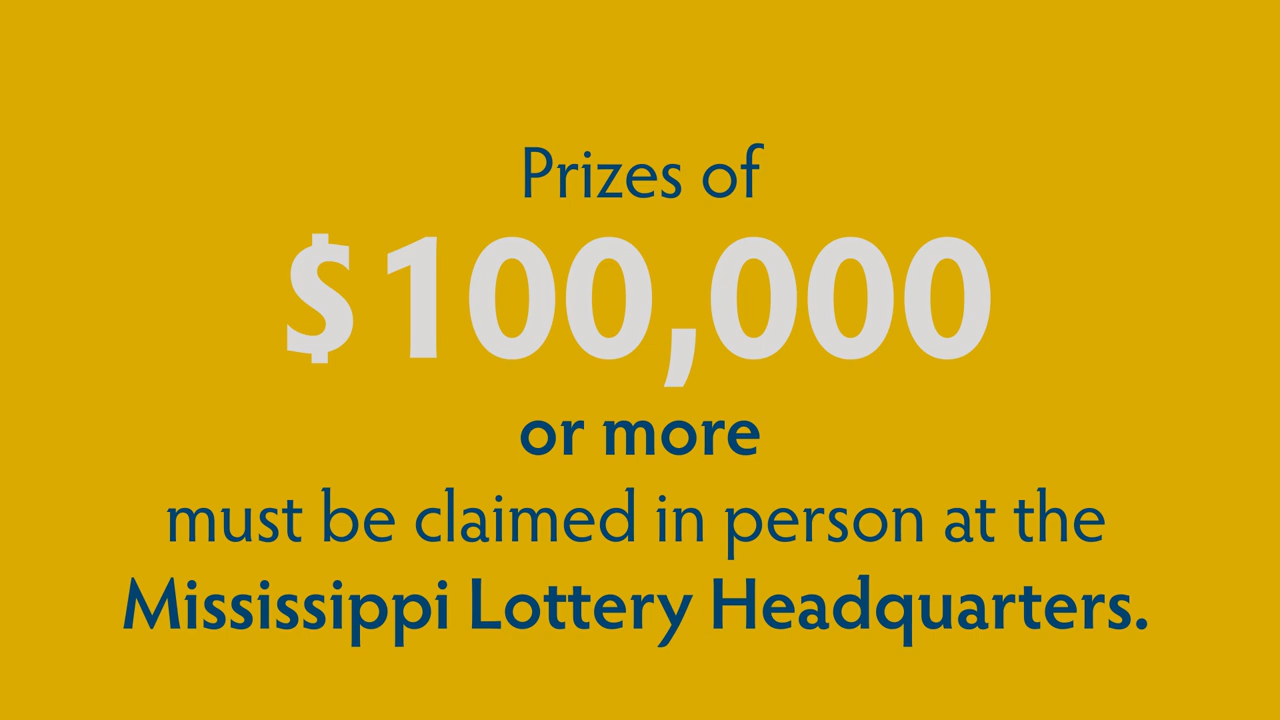 Prizes of
$100,000
or more
must be claimed in person at the
Mississippi Lottery Headquarters.